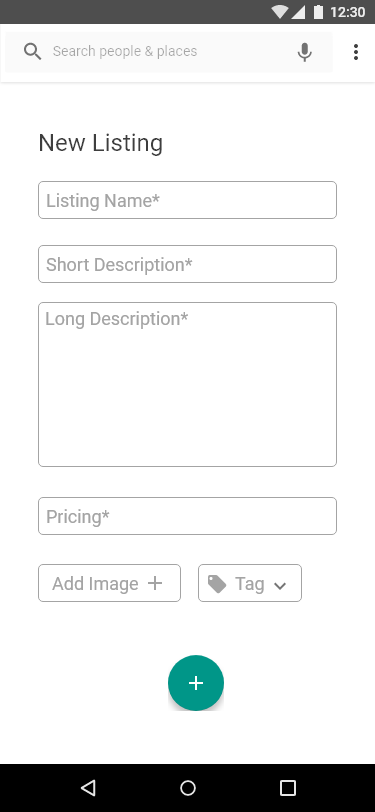 12:30
Search people & places
New Listing
Listing Name*
Short Description*
Long Description*
Pricing*
Add Image +
Tag
+